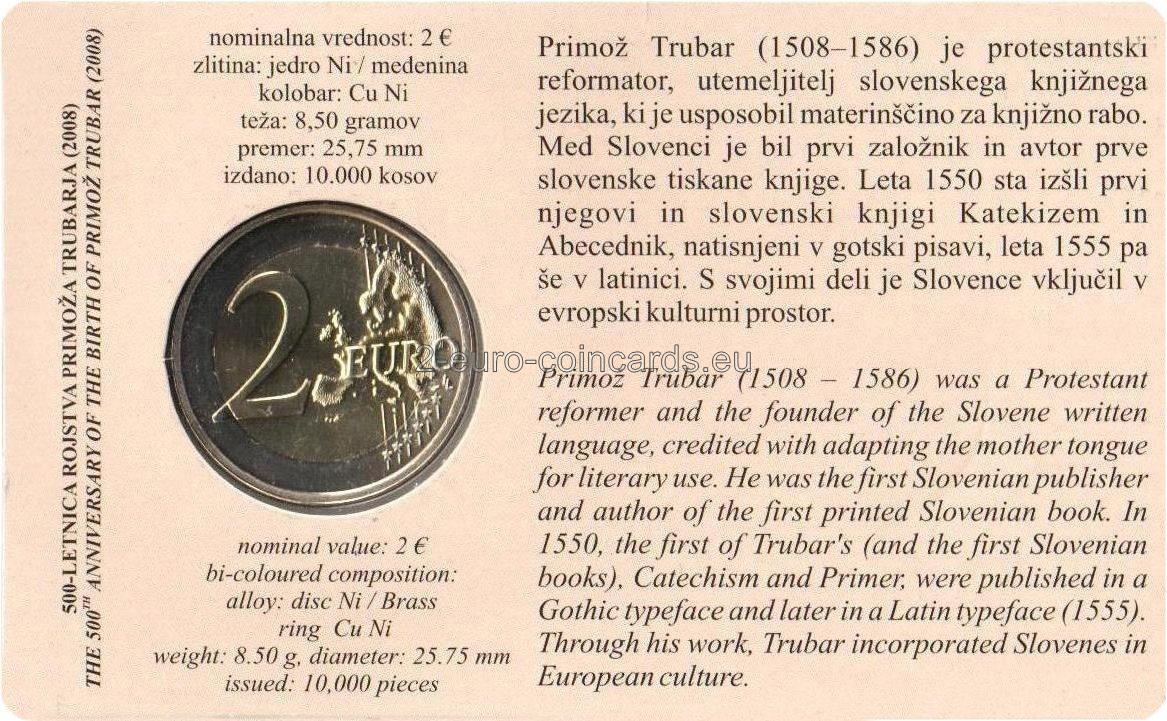 500-LETNICA ROJSTVA PRIMOŽA TRUBARJA (2008)
THE 500TH ANNIVERSARY OF THE BIRTH OF PRIMOŽ TRUBAR (2008)
nominalna vrednost: 2 €
zlitina: jedro Ni / medenina
kolobar: Cu Ni
teža: 8,50 gramov
premer: 25,75 mm
izdano: 10.000 kosov
2 EURO
nominal value: 2 €
bi-coloured composition:
alloy: disc Ni / Brass
ring Cu Ni
weight: 8.50 g, diameter: 25.75 mm
issued: 10,000 pieces
Primož Trubar (1508–1586) je protestantski
reformator, utemeljitelj slovenskega knjižnega
jezika, ki je usposobil materinščino za knjižno rabo.
Med Slovenci je bil prvi založnik in avtor prve
slovenske tiskane knjige. Leta 1550 sta izšli prvi
njegovi in slovenski knjigi Katekizem in
Abecednik, natisnjeni v gotski pisavi, leta 1555 pa
še v latinici. S svojimi deli je Slovence vključil v
evropski kulturni prostor.
2-euro-coincards.eu
Primož Trubar (1508 – 1586) was a Protestant
reformer and the founder of the Slovene written
language, credited with adapting the mother tongue
for literary use. He was the first Slovenian publisher
and author of the first printed Slovenian book. In
1550, the first of Trubar's (and the first Slovenian
books), Catechism and Primer, were published in a
Gothic typeface and later in a Latin typeface (1555).
Through his work, Trubar incorporated Slovenes in
European culture.